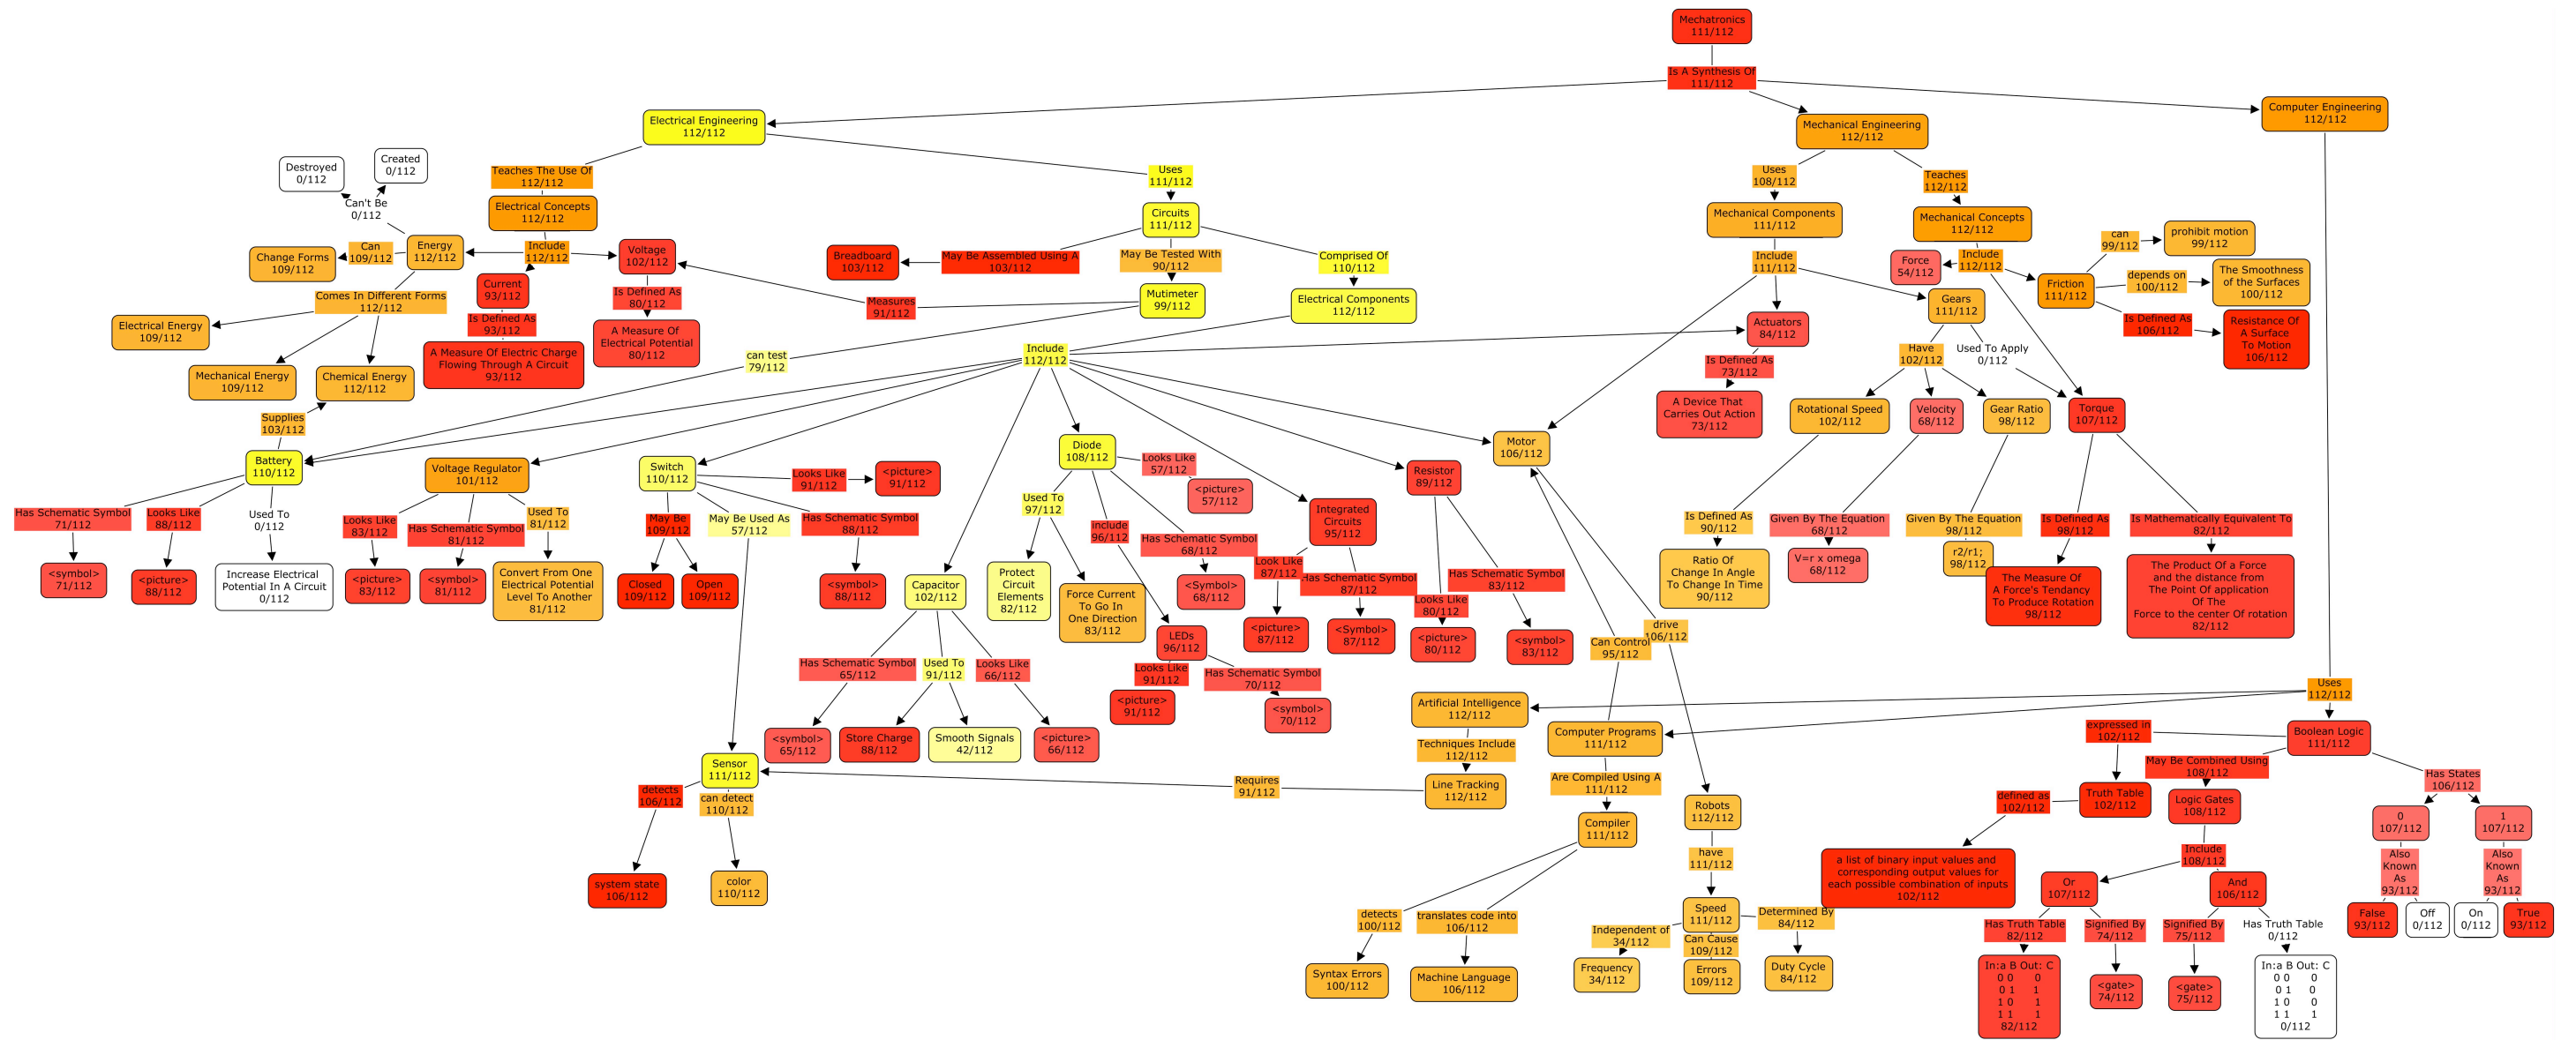 Mechatronics
111/112
Is A Synthesis Of
111/112
Electrical Engineering
112/112
Mechanical Engineering
112/112
Computer Engineering
112/112
Destroyed
0/112
Created
0/112
Can't Be
0/112
Teaches The Use Of
112/112
Electrical Concepts
112/112
Include
112/112
Energy
112/112
Can
109/112
Change Forms
109/112
Comes In Different Forms
112/112
Electrical Energy
109/112
Mechanical Energy
109/112
Chemical Energy
112/112
Supplies
103/112
Current
93/112
Is Defined As
93/112
A Measure Of Electric Charge
Flowing Through A Circuit
93/112
Voltage
102/112
Is Defined As
80/112
A Measure Of
Electrical Potential
80/112
Uses
111/112
Circuits
111/112
May Be Assembled Using A
103/112
Breadboard
103/112
May Be Tested With
90/112
Mutimeter
99/112
Measures
91/112
can test
79/112
Comprised Of
110/112
Electrical Components
112/112
Include
112/112
Uses
108/112
Mechanical Components
111/112
Include
111/112
Actuators
84/112
Is Defined As
73/112
A Device That
Carries Out Action
73/112
Gears
111/112
Have
102/112
Used To Apply
0/112
Rotational Speed
102/112
Velocity
68/112
Gear Ratio
98/112
Torque
107/112
Teaches
112/112
Mechanical Concepts
112/112
Include
112/112
Force
54/112
Friction
111/112
can
99/112
prohibit motion
99/112
depends on
100/112
The Smoothness
of the Surfaces
100/112
Is Defined As
106/112
Resistance Of
A Surface
To Motion
106/112
Is Defined As
90/112
Ratio Of
Change In Angle
To Change In Time
90/112
Given By The Equation
68/112
V=r x omega
68/112
Given By The Equation
98/112
r2/r1;
98/112
Is Defined As
98/112
The Measure Of
A Force's Tendancy
To Produce Rotation
98/112
Is Mathematically Equivalent To
82/112
The Product Of a Force
and the distance from
The Point Of application
Of The
Force to the center Of rotation
82/112
Battery
110/112
Has Schematic Symbol
71/112
<symbol>
71/112
Looks Like
88/112
<picture>
88/112
Used To
0/112
Increase Electrical
Potential In A Circuit
0/112
Voltage Regulator
101/112
Looks Like
83/112
<picture>
83/112
Has Schematic Symbol
81/112
<symbol>
81/112
Used To
81/112
Convert From One
Electrical Potential
Level To Another
81/112
Switch
110/112
Looks Like
91/112
<picture>
91/112
May Be
109/112
Closed
109/112
Open
109/112
May Be Used As
57/112
Has Schematic Symbol
88/112
<symbol>
88/112
Capacitor
102/112
Has Schematic Symbol
65/112
<symbol>
65/112
Used To
91/112
Store Charge
88/112
Smooth Signals
42/112
Looks Like
66/112
<picture>
66/112
Diode
108/112
Looks Like
57/112
<picture>
57/112
Used To
97/112
Protect
Circuit
Elements
82/112
Force Current
To Go In
One Direction
83/112
include
96/112
LEDs
96/112
Looks Like
91/112
<picture>
91/112
Has Schematic Symbol
70/112
<symbol>
70/112
Has Schematic Symbol
68/112
<Symbol>
68/112
Integrated
Circuits
95/112
Look Like
87/112
<picture>
87/112
Has Schematic Symbol
87/112
<Symbol>
87/112
Resistor
89/112
Looks Like
80/112
<picture>
80/112
Has Schematic Symbol
83/112
<symbol>
83/112
Motor
106/112
Can Control
95/112
drive
106/112
Sensor
111/112
detects
106/112
system state
106/112
can detect
110/112
color
110/112
Requires
91/112
Uses
112/112
Artificial Intelligence
112/112
Techniques Include
112/112
Line Tracking
112/112
Computer Programs
111/112
Are Compiled Using A
111/112
Compiler
111/112
detects
100/112
Syntax Errors
100/112
translates code into
106/112
Machine Language
106/112
Robots
112/112
have
111/112
Speed
111/112
Independent of
34/112
Frequency
34/112
Can Cause
109/112
Errors
109/112
Determined By
84/112
Duty Cycle
84/112
Boolean Logic
111/112
expressed in
102/112
Truth Table
102/112
defined as
102/112
a list of binary input values and
corresponding output values for
each possible combination of inputs
102/112
May Be Combined Using
108/112
Logic Gates
108/112
Include
108/112
Or
107/112
Has Truth Table
82/112
In:a B Out: C
0 0 0
0 1 1
1 0 1
1 1 1
82/112
Signified By
74/112
<gate>
74/112
And
106/112
Signified By
75/112
<gate>
75/112
Has Truth Table
0/112
In:a B Out: C
0 0 0
0 1 0
1 0 0
1 1 1
0/112
Has States
106/112
0
107/112
Also
Known
As
93/112
False
93/112
Off
0/112
1
107/112
Also
Known
As
93/112
On
0/112
True
93/112